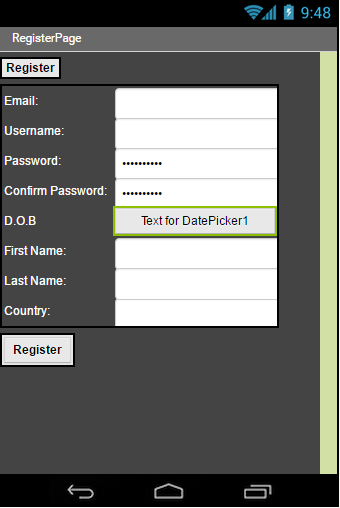 9:48
RegisterPage
Register
Email:
Username:
Password: ••••••••••
Confirm Password: ••••••••••
D.O.B Text for DatePicker1
First Name:
Last Name:
Country:
Register